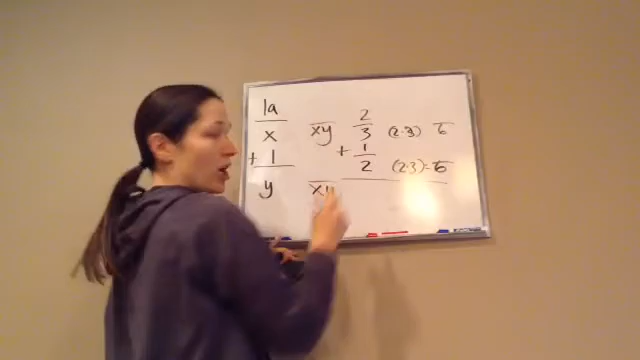 1a
x
+ 1
y
xy
xy
2
3
+ 1
2
(2·3) 6
(2·3)= 6